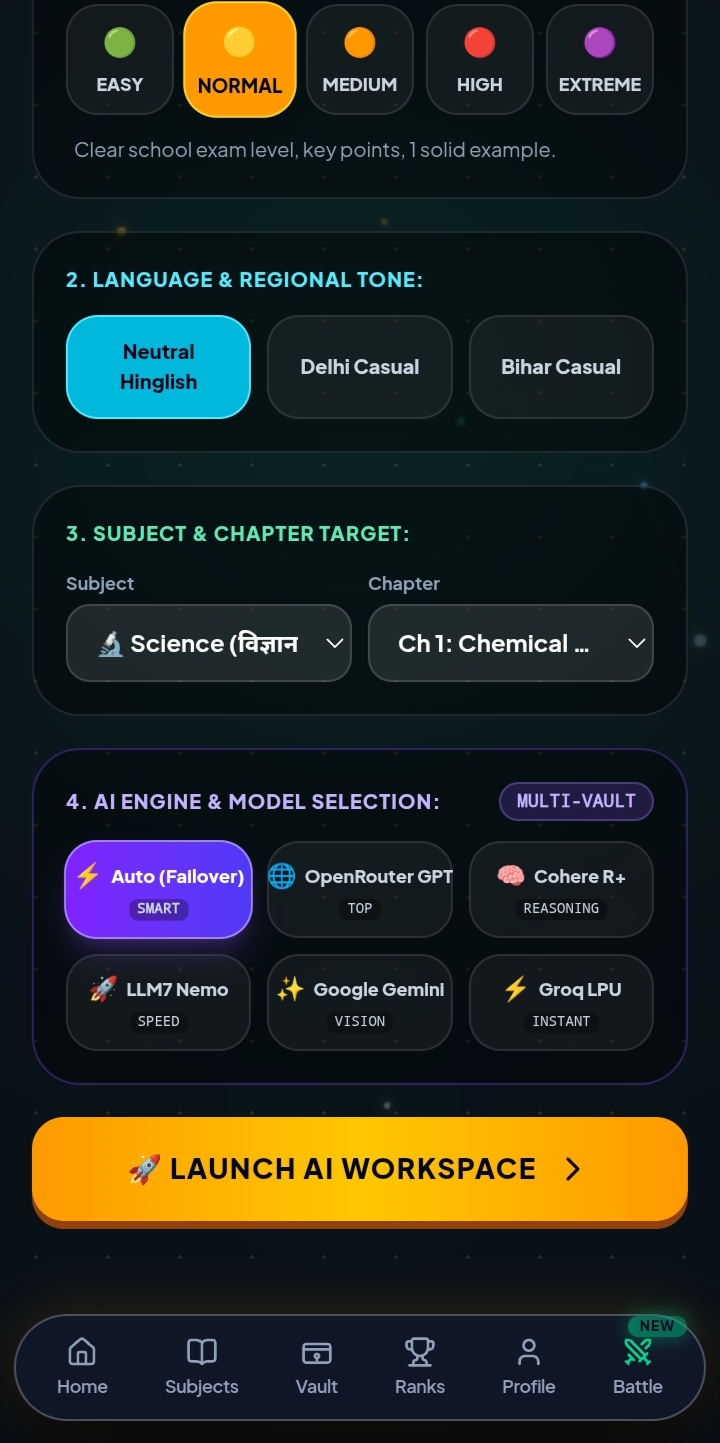 EASY
NORMAL
MEDIUM
HIGH
EXTREME
Clear school exam level, key points, 1 solid example.
2. LANGUAGE & REGIONAL TONE:
Neutral
Hinglish
Delhi Casual
Bihar Casual
3. SUBJECT & CHAPTER TARGET:
Subject
Chapter
Science (विज्ञान
Ch 1: Chemical ...
4. AI ENGINE & MODEL SELECTION:
MULTI-VAULT
Auto (Failover)
SMART
OpenRouter GPT
TOP
Cohere R+
REASONING
LLM7 Nemo
SPEED
Google Gemini
VISION
Groq LPU
INSTANT
LAUNCH AI WORKSPACE
NEW
Home
Subjects
Vault
Ranks
Profile
Battle